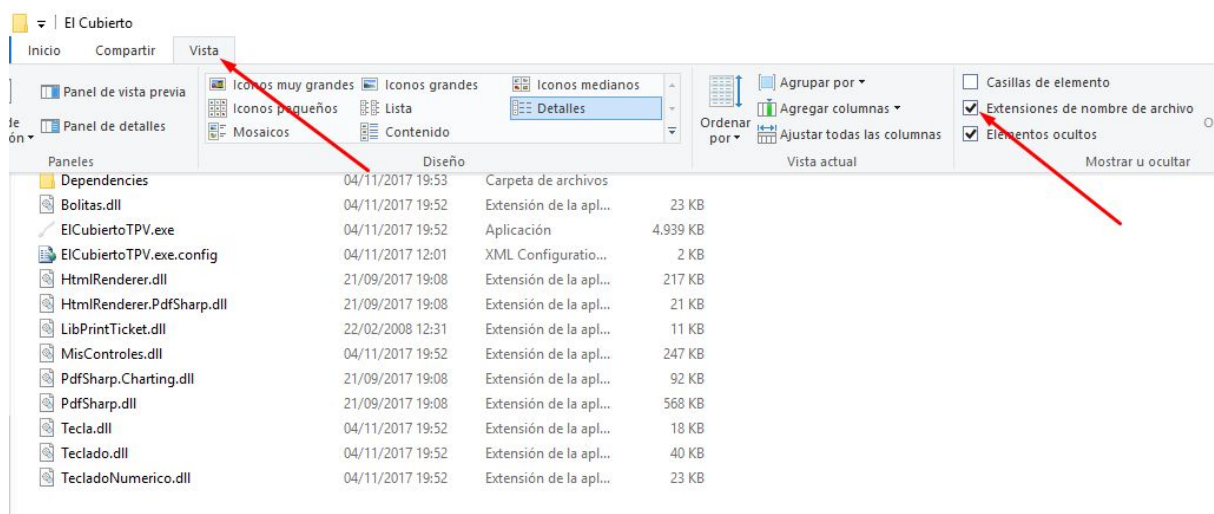 El Cubierto
Inicio Compartir Vista
Panel de vista previa
Panel de detalles
Iconos muy grandes Iconos grandes Iconos medianos
Iconos pequeños Lista Detalles
Mosaicos Contenido
Ordenar por
Agrupar por
Agregar columnas
Ajustar todas las columnas
Casillas de elemento
Extensiones de nombre de archivo
Elementos ocultos
Paneles Diseño Vista actual Mostrar u ocultar
Dependencies 04/11/2017 19:53 Carpeta de archivos
Bolitas.dll 04/11/2017 19:52 Extensión de la apl... 23 KB
ElCubiertoTPV.exe 04/11/2017 19:52 Aplicación 4.939 KB
ElCubiertoTPV.exe.config 04/11/2017 12:01 XML Configuratio... 2 KB
HtmlRenderer.dll 21/09/2017 19:08 Extensión de la apl... 217 KB
HtmlRenderer.PdfSharp.dll 21/09/2017 19:08 Extensión de la apl... 21 KB
LibPrintTicket.dll 22/02/2008 12:31 Extensión de la apl... 11 KB
MisControles.dll 04/11/2017 19:52 Extensión de la apl... 247 KB
PdfSharp.Charting.dll 21/09/2017 19:08 Extensión de la apl... 92 KB
PdfSharp.dll 21/09/2017 19:08 Extensión de la apl... 568 KB
Tecla.dll 04/11/2017 19:52 Extensión de la apl... 18 KB
Teclado.dll 04/11/2017 19:52 Extensión de la apl... 40 KB
TecladoNumerico.dll 04/11/2017 19:52 Extensión de la apl... 23 KB